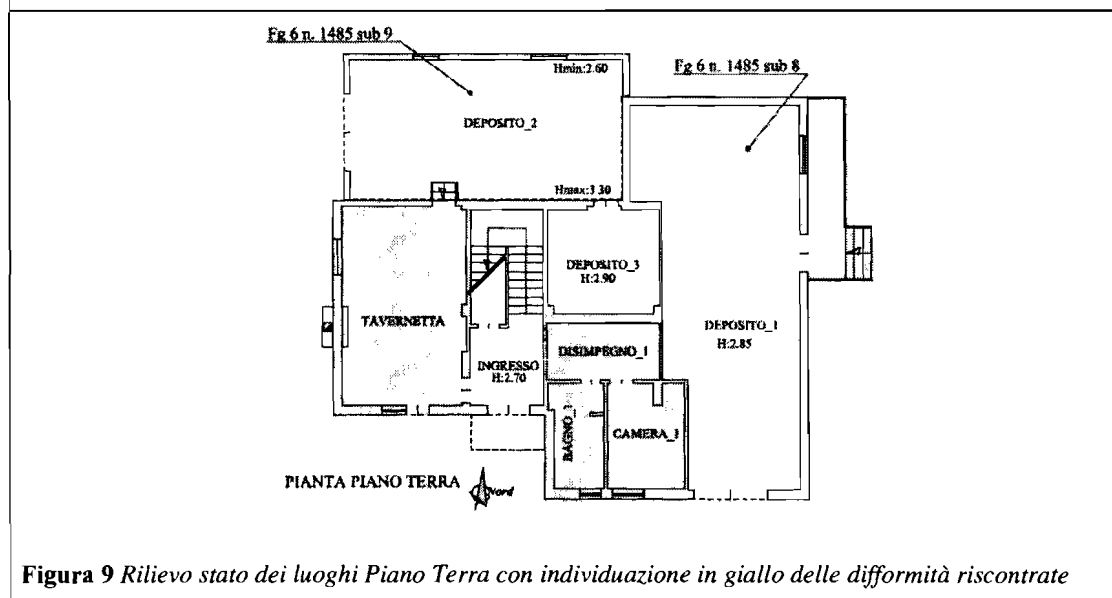 Fg 6 n. 1485 sub 9
Fg 6 n. 1485 sub 8
Hmin:2.60
DEPOSITO_2
Hmax:3.30
DEPOSITO_3
H:2.90
TAVERNETTA
DEPOSITO_1
H:2.85
DISIMPEGNO_1
INGRESSO
H:2.70
BAGNO_1
CAMERA_1
PIANTA PIANO TERRA
Nord
Figura 9 Rilievo stato dei luoghi Piano Terra con individuazione in giallo delle difformità riscontrate